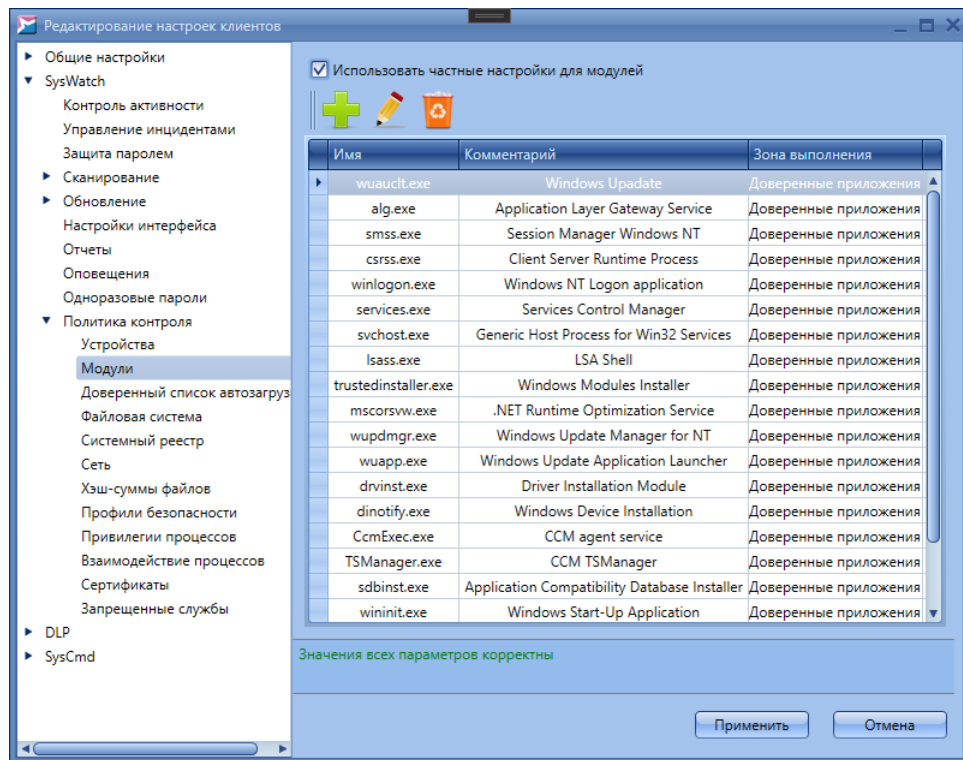 Редактирование настроек клиентов
Общие настройки
SysWatch
Контроль активности
Управление инцидентами
Защита паролем
Сканирование
Обновление
Настройки интерфейса
Отчеты
Оповещения
Одноразовые пароли
Политика контроля
Устройства
Модули
Доверенный список автозагруз
Файловая система
Системный реестр
Сеть
Хэш-суммы файлов
Профили безопасности
Привилегии процессов
Взаимодействие процессов
Сертификаты
Запрещенные службы
DLP
SysCmd
Использовать частные настройки для модулей
Имя Комментарий Зона выполнения
wuauclt.exe Windows Upadate Доверенные приложения
alg.exe Application Layer Gateway Service Доверенные приложения
smss.exe Session Manager Windows NT Доверенные приложения
csrss.exe Client Server Runtime Process Доверенные приложения
winlogon.exe Windows NT Logon application Доверенные приложения
services.exe Services Control Manager Доверенные приложения
svchost.exe Generic Host Process for Win32 Services Доверенные приложения
lsass.exe LSA Shell Доверенные приложения
trustedinstaller.exe Windows Modules Installer Доверенные приложения
mscorsvw.exe .NET Runtime Optimization Service Доверенные приложения
wupdmgr.exe Windows Update Manager for NT Доверенные приложения
wuapp.exe Windows Update Application Launcher Доверенные приложения
drvinst.exe Driver Installation Module Доверенные приложения
dinotify.exe Windows Device Installation Доверенные приложения
CcmExec.exe CCM agent service Доверенные приложения
TSManager.exe CCM TSManager Доверенные приложения
sdbinst.exe Application Compatibility Database Installer Доверенные приложения
wininit.exe Windows Start-Up Application Доверенные приложения
Значения всех параметров корректны
Применить Отмена